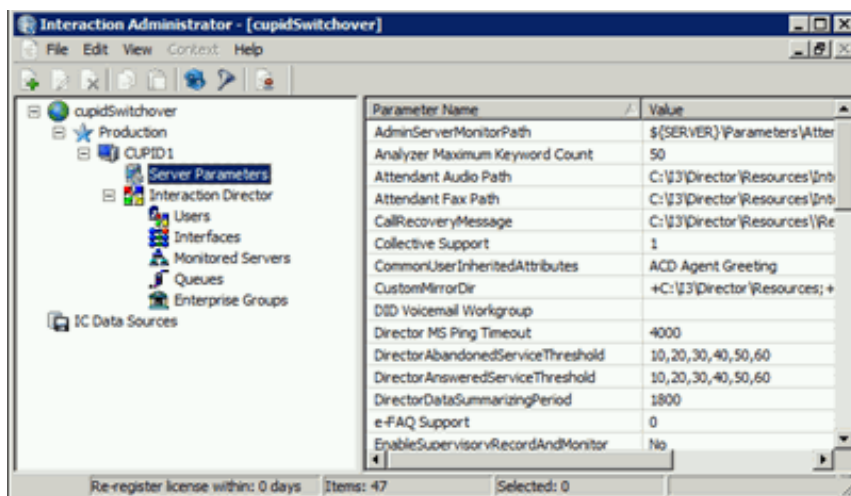 Interaction Administrator - [cupidSwitchover]
File Edit View Context Help
cupidSwitchover
Production
CUPID1
Server Parameters
Interaction Director
Users
Interfaces
Monitored Servers
Queues
Enterprise Groups
IC Data Sources
Parameter Name Value
AdminServerMonitorPath ${SERVER}\Parameters\Atter
Analyzer Maximum Keyword Count 50
Attendant Audio Path C:\I3\Director\Resources\Int
Attendant Fax Path C:\I3\Director\Resources\Int
CallRecoveryMessage C:\I3\Director\Resources\\Re
Collective Support 1
CommonUserInheritedAttributes ACD Agent Greeting
CustomMirrorDir +C:\I3\Director\Resources; +
DID Voicemail Workgroup
Director MS Ping Timeout 4000
DirectorAbandonedServiceThreshold 10,20,30,40,50,60
DirectorAnsweredServiceThreshold 10,20,30,40,50,60
DirectorDataSummarizingPeriod 1800
e-FAQ Support 0
EnableSupervisoryRecordAndMonitor No
Re-register license within: 0 days Items: 47 Selected: 0